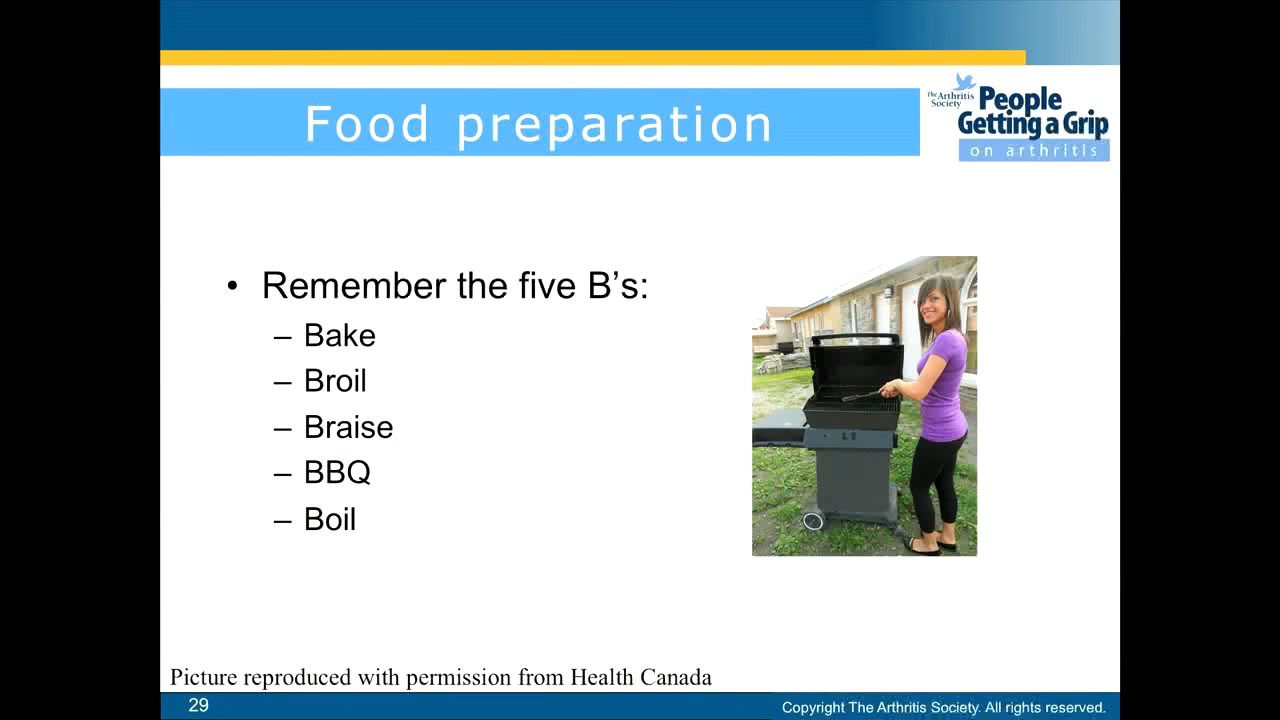 Food preparation
The Arthritis
Society
People
Getting a Grip
on arthritis
• Remember the five B’s:
– Bake
– Broil
– Braise
– BBQ
– Boil
Picture reproduced with permission from Health Canada
29
Copyright The Arthritis Society. All rights reserved.